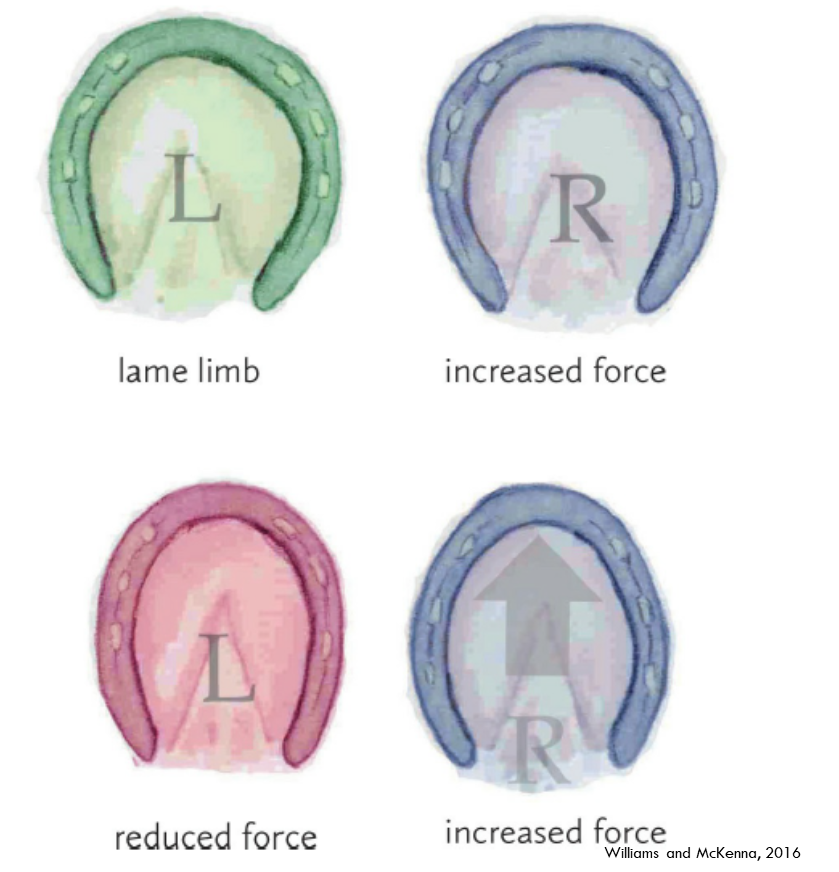 L
R
lame limb
increased force
L
R
reduced force
increased force
Williams and McKenna, 2016